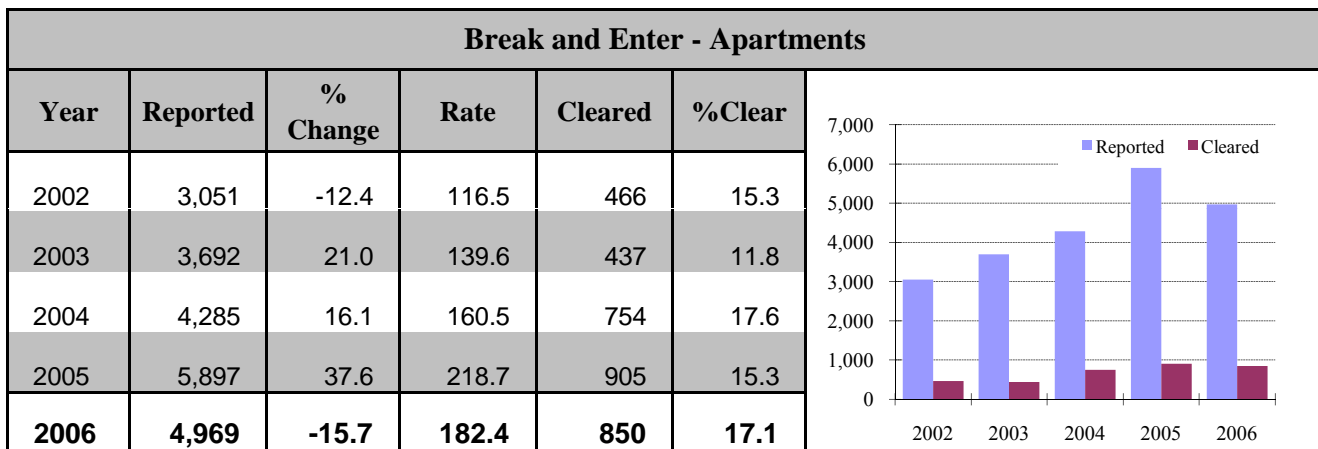 Break and Enter - Apartments
Year Reported % Change Rate Cleared %Clear
2002 3,051 -12.4 116.5 466 15.3
2003 3,692 21.0 139.6 437 11.8
2004 4,285 16.1 160.5 754 17.6
2005 5,897 37.6 218.7 905 15.3
2006 4,969 -15.7 182.4 850 17.1
Reported Cleared
7,000
6,000
5,000
4,000
3,000
2,000
1,000
0
2002 2003 2004 2005 2006